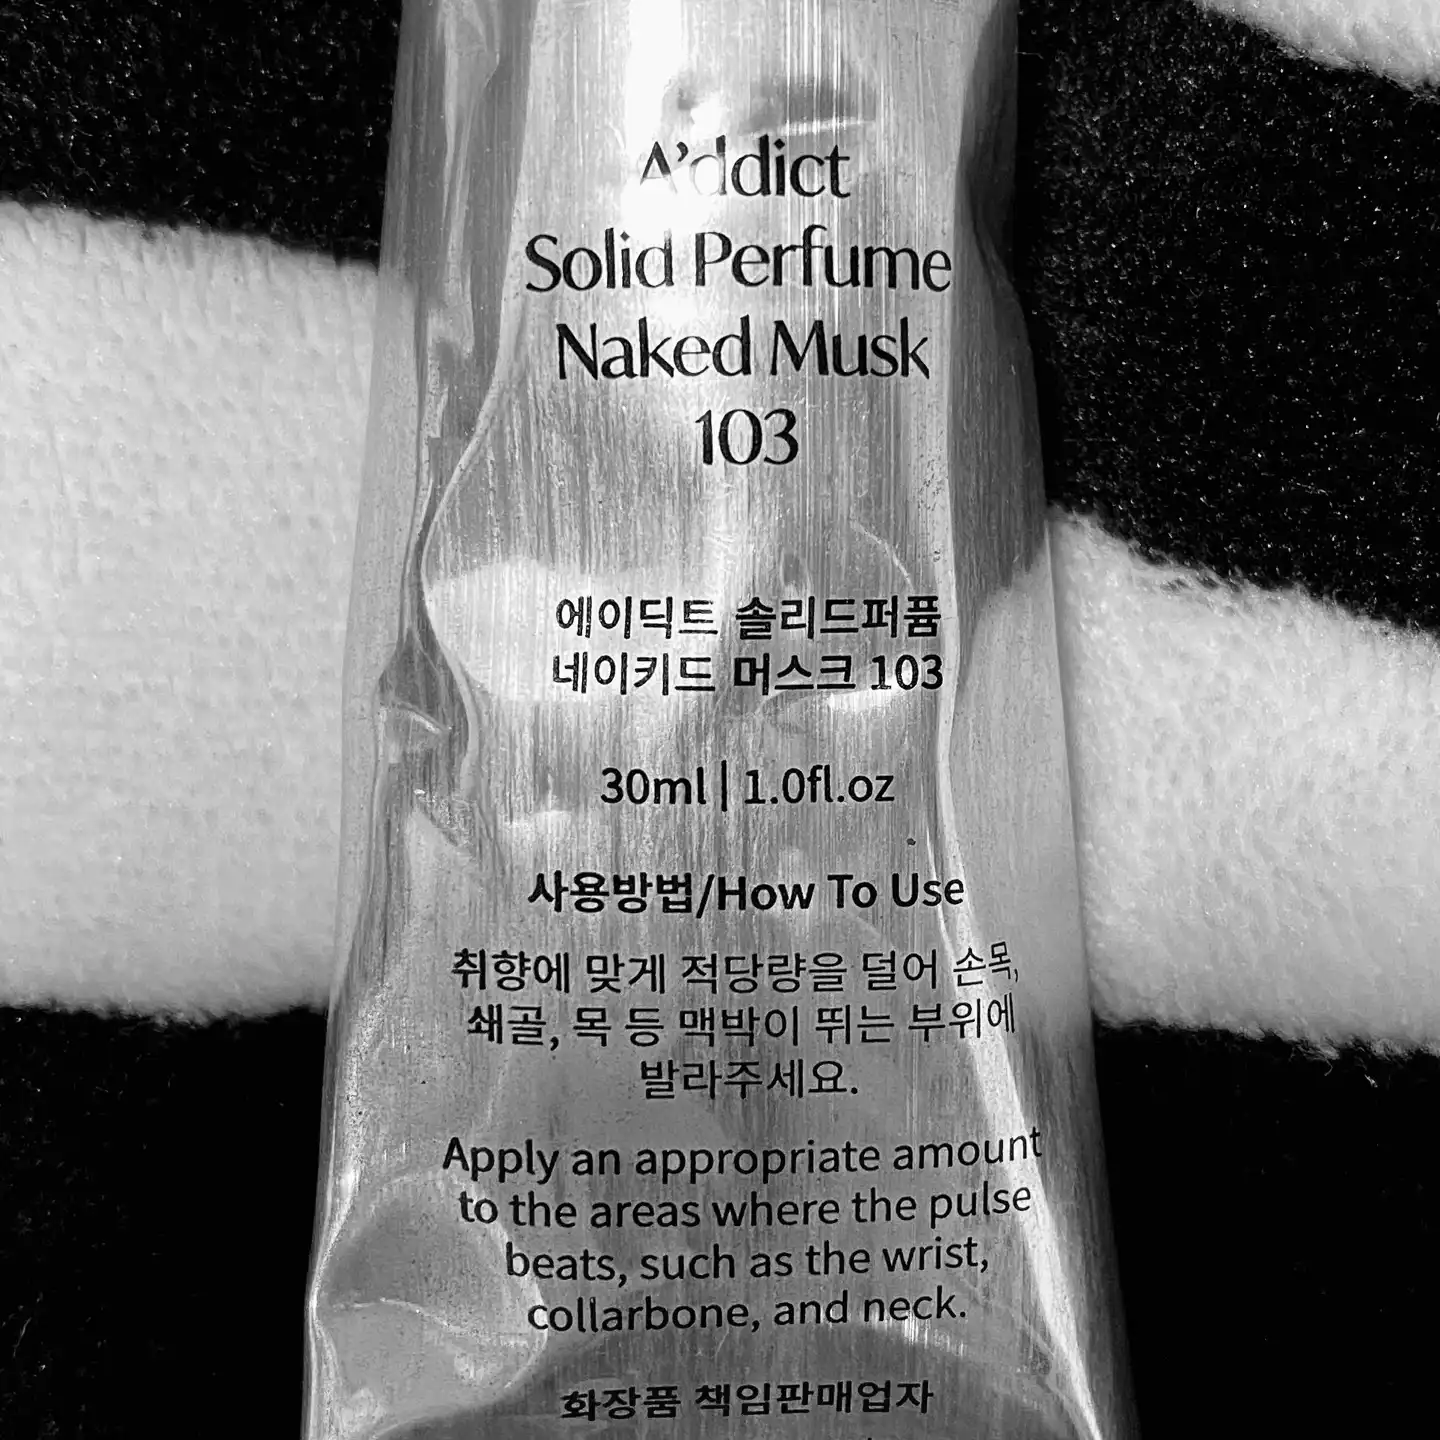 A'ddict
Solid Perfume
Naked Musk
103
에이딕트 솔리드퍼퓸
네이키드 머스크 103
30ml | 1.0fl.oz
사용방법/How To Use
취향에 맞게 적당량을 덜어 손목,
쇄골, 목 등 맥박이 뛰는 부위에
발라주세요.
Apply an appropriate amount
to the areas where the pulse
beats, such as the wrist,
collarbone, and neck.
화장품 책임판매업자